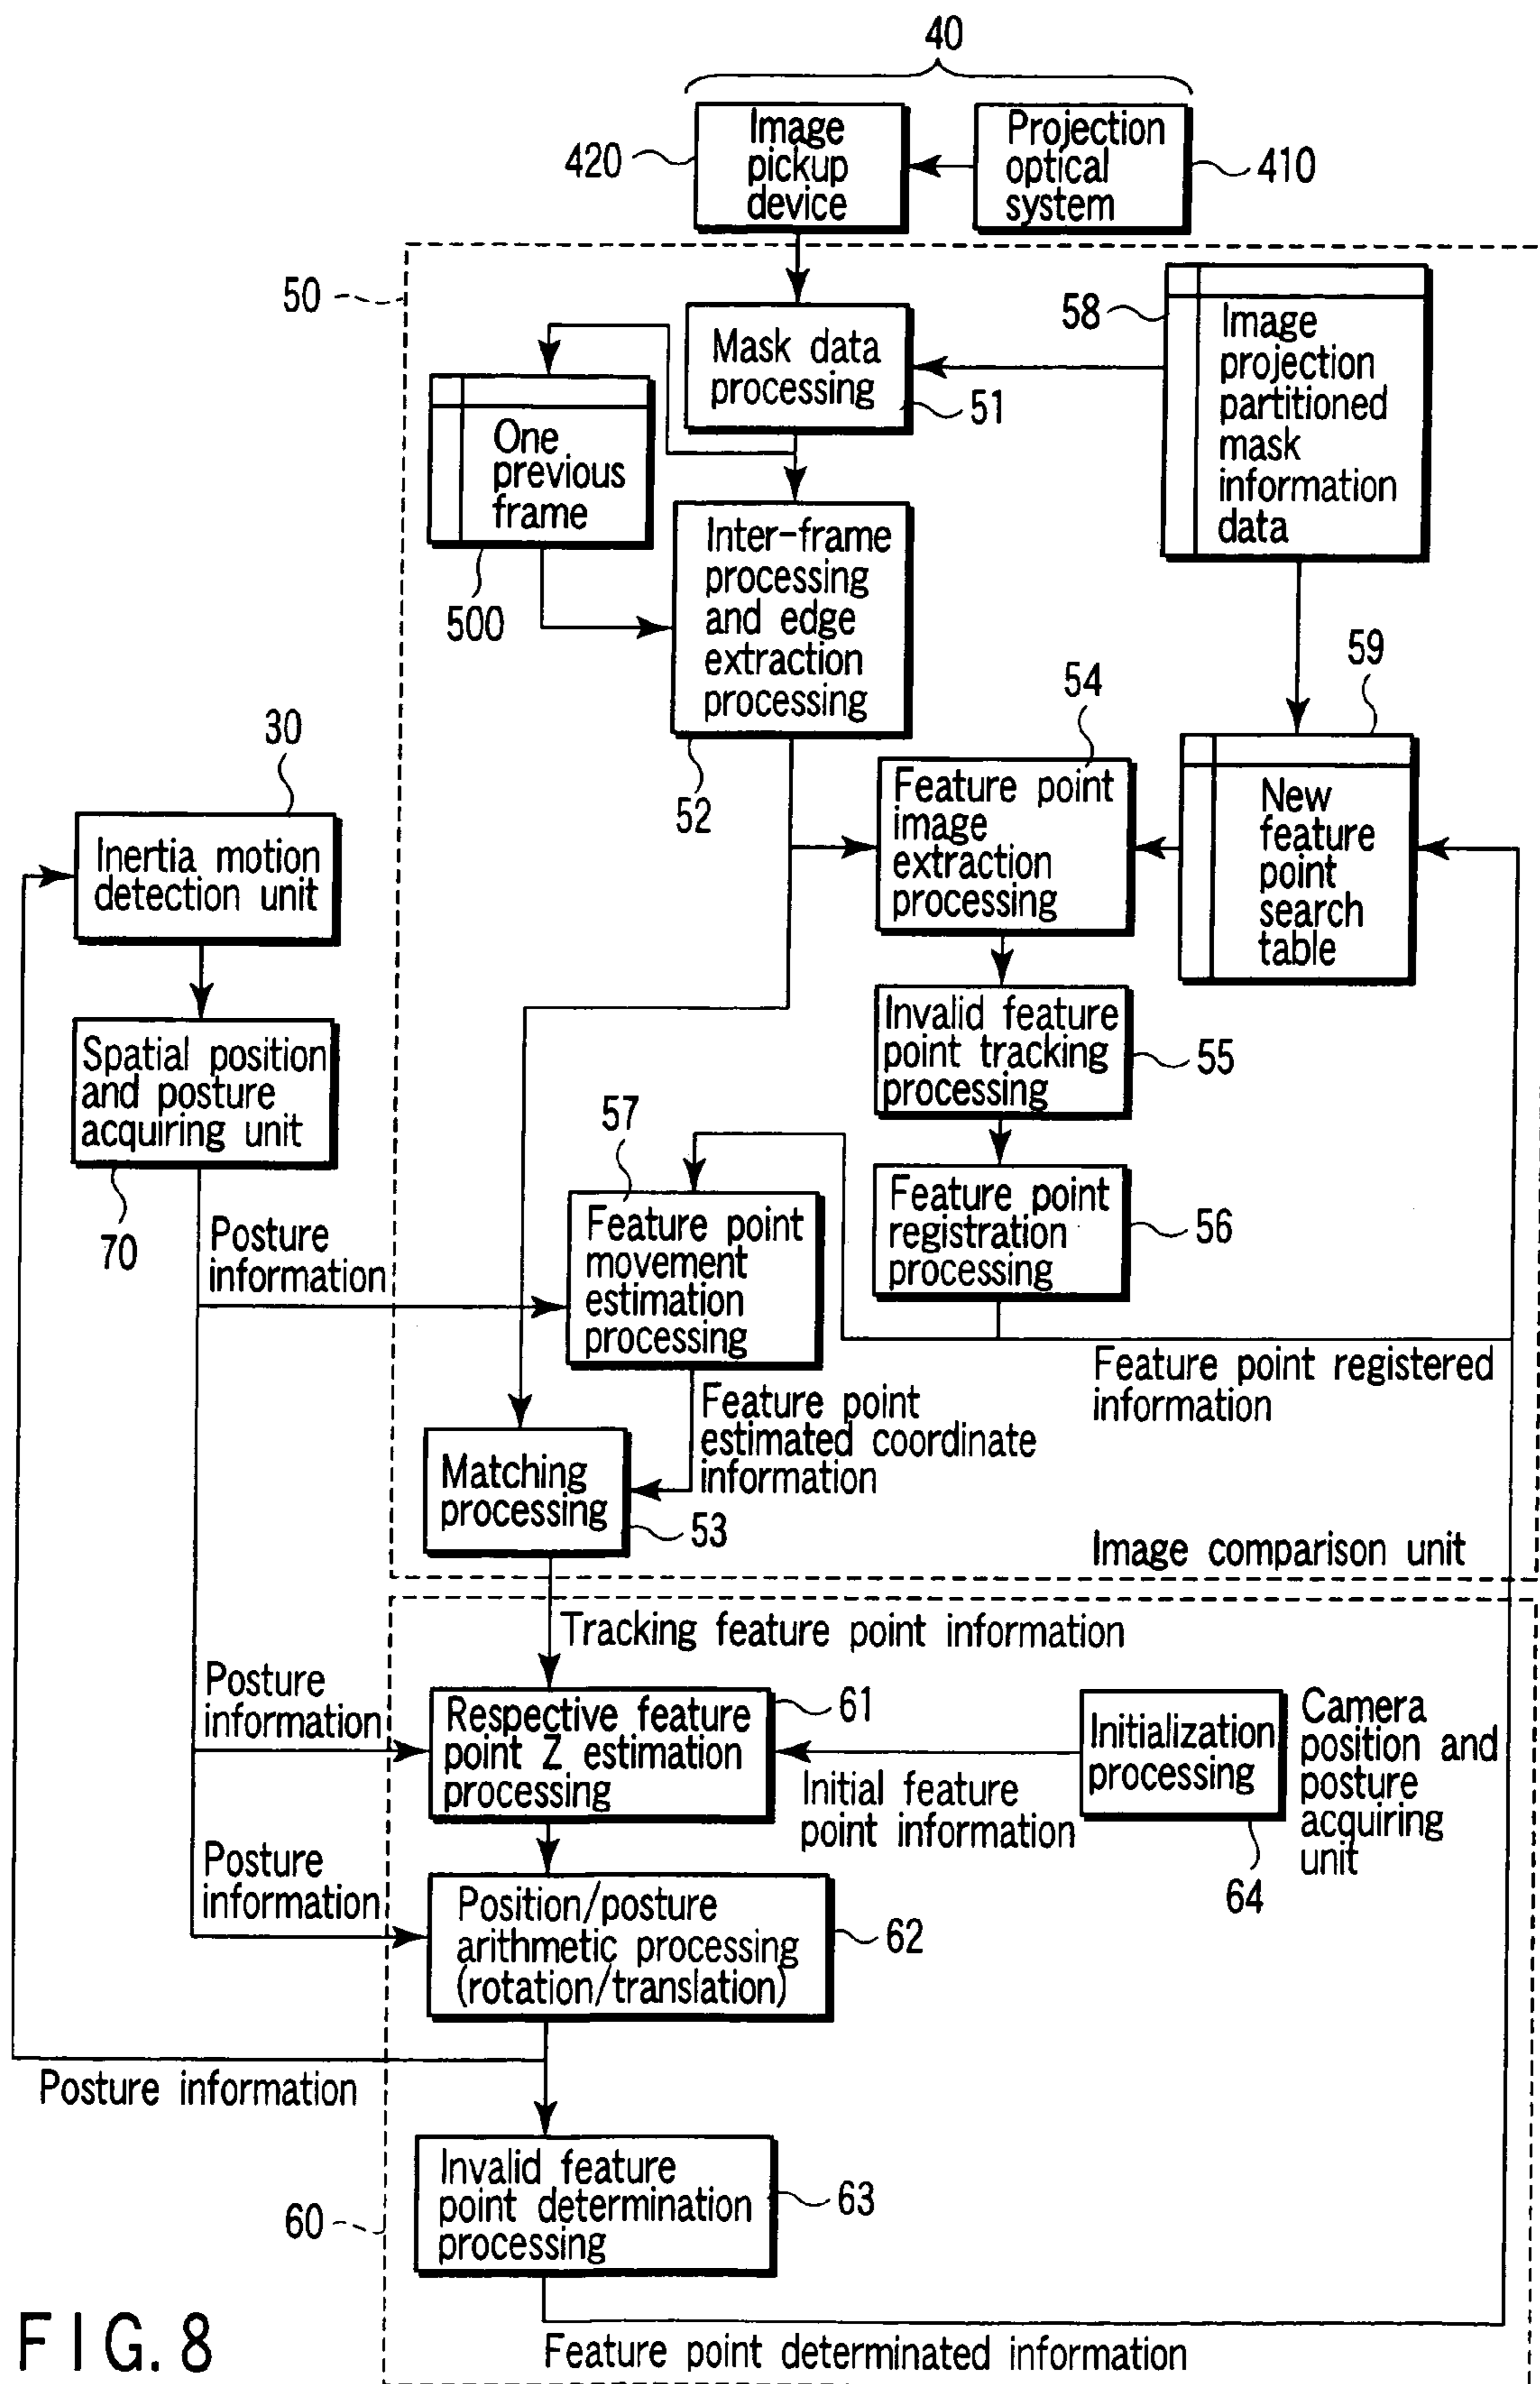 40
Image
pickup
device
420
Projection
optical
system
410
50
Mask data
processing
51
58
Image
projection
partitioned
mask
information
data
One
previous
frame
500
Inter-frame
processing
and edge
extraction
processing
52
54
59
Feature point
image
extraction
processing
New
feature
point
search
table
30
Inertia motion
detection unit
Spatial position
and posture
acquiring unit
70
Invalid feature
point tracking
processing
55
57
Feature point
registration
processing
56
Posture
information
Feature point
movement
estimation
processing
Feature point registered
information
Feature point
estimated coordinate
information
Matching
processing
53
Image comparison unit
Tracking feature point information
Posture
information
Respective feature
point Z estimation
processing
61
Initialization
processing
64
Camera
position and
posture
acquiring
unit
Initial feature
point information
Posture
information
Position/posture
arithmetic processing
(rotation/translation)
62
Posture information
Invalid feature
point determination
processing
63
60
Feature point determined information
FIG. 8